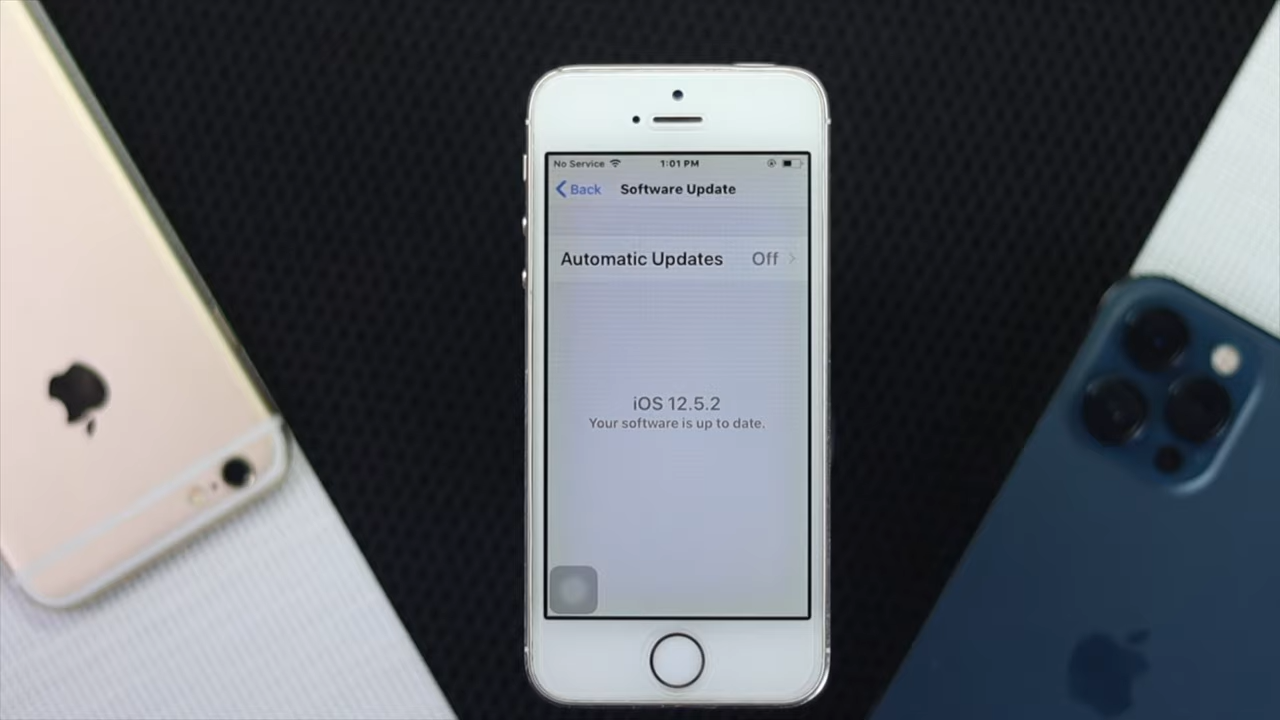 No Service 1:01 PM
Back Software Update
Automatic Updates Off
iOS 12.5.2
Your software is up to date.